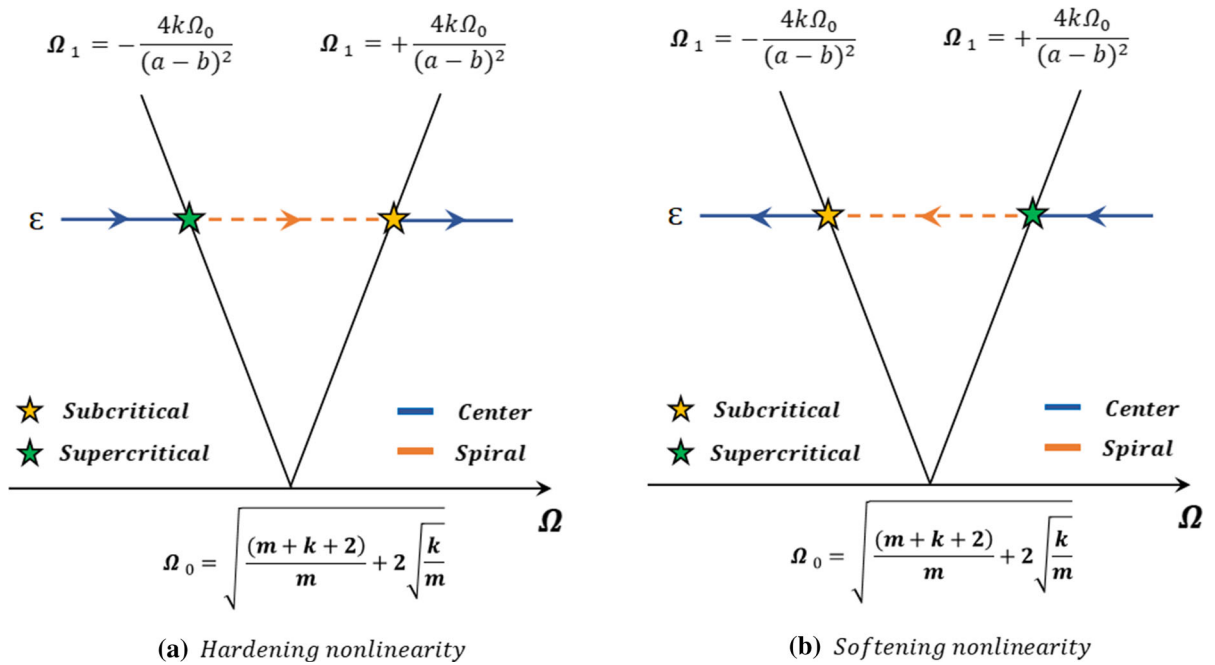 Ω₁ = −4kΩ₀/(a − b)²
Ω₁ = +4kΩ₀/(a − b)²
ε
Subcritical
Supercritical
Center
Spiral
Ω
Ω₀ = √((m + k + 2)/m + 2√(k/m))
(a) Hardening nonlinearity
Ω₁ = −4kΩ₀/(a − b)²
Ω₁ = +4kΩ₀/(a − b)²
ε
Subcritical
Supercritical
Center
Spiral
Ω
Ω₀ = √((m + k + 2)/m + 2√(k/m))
(b) Softening nonlinearity